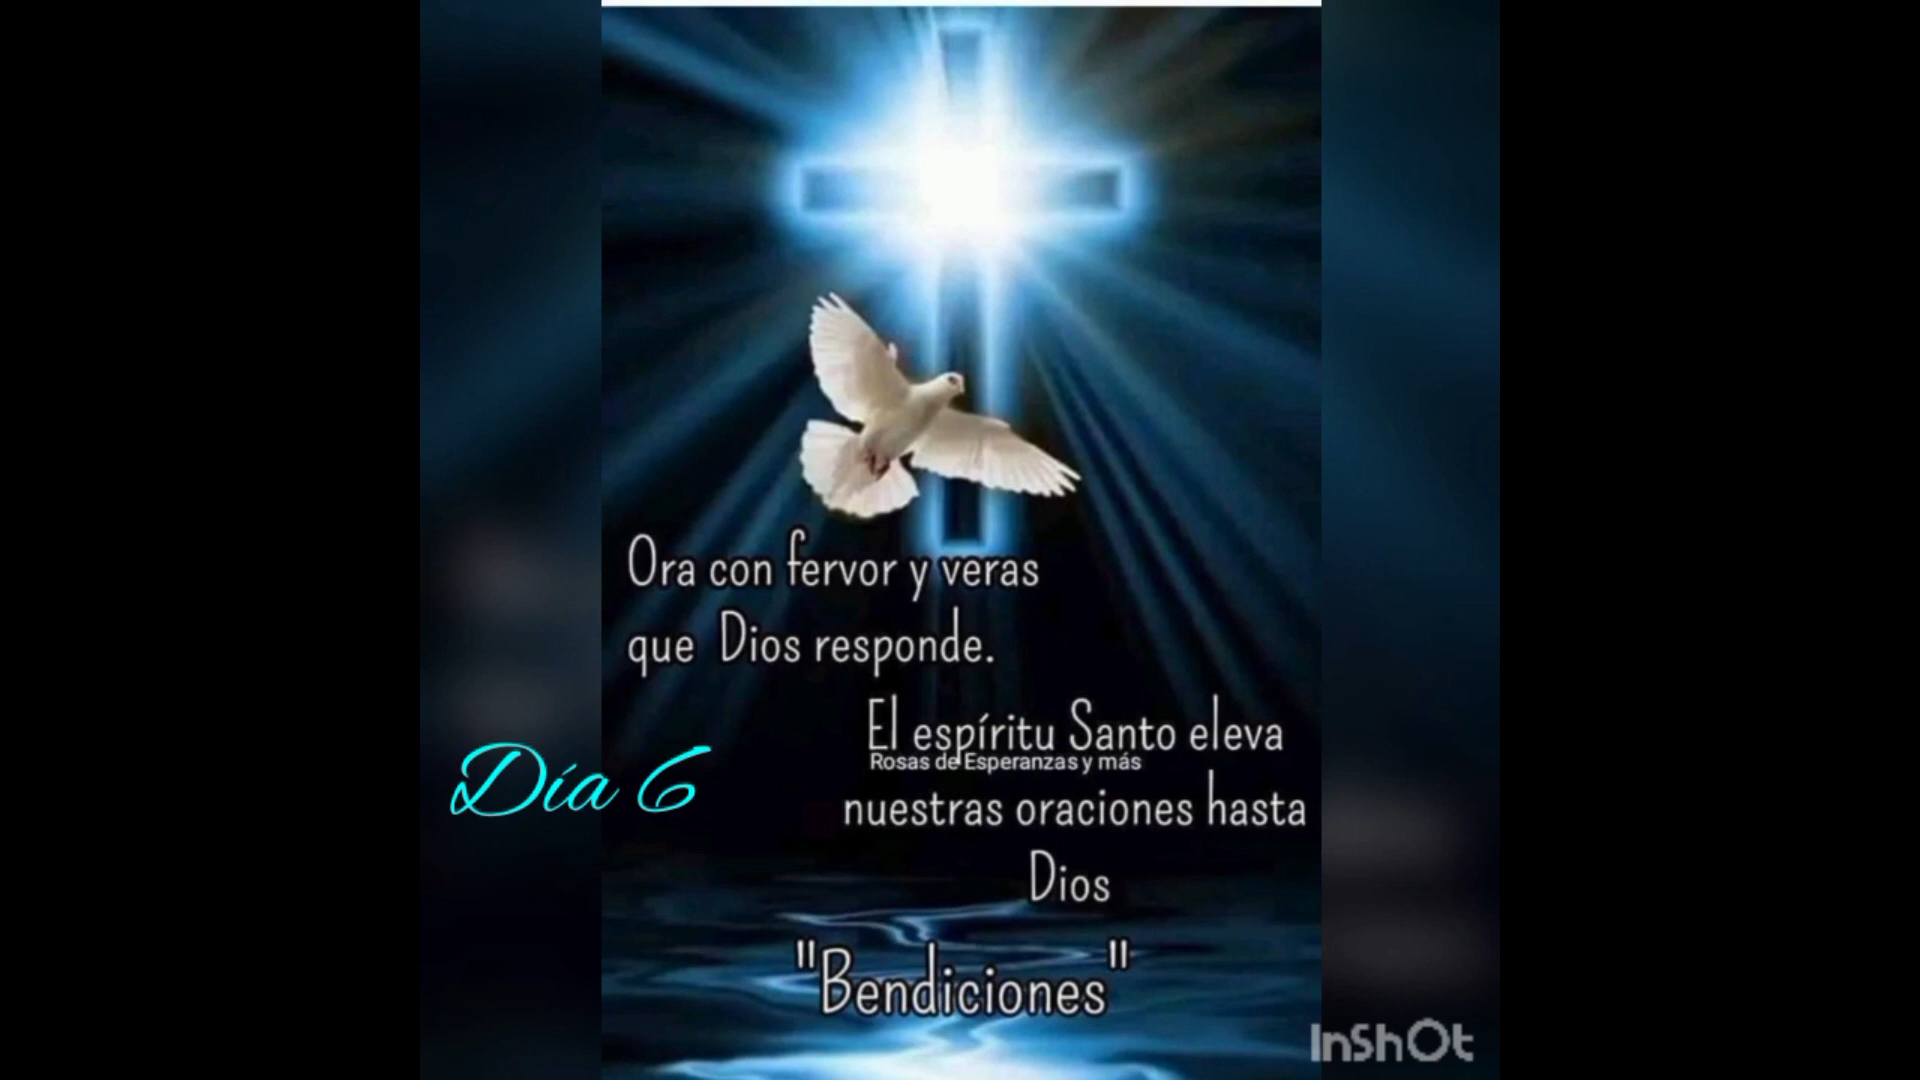 Ora con fervor y veras
que Dios responde.
El espíritu Santo eleva
Rosas de Esperanzas y más
nuestras oraciones hasta
Dios
"Bendiciones"
Día 6
InShOt